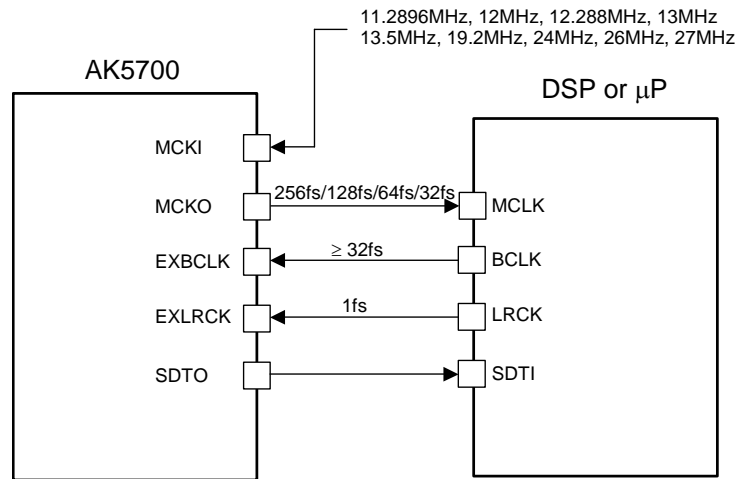 11.2896MHz, 12MHz, 12.288MHz, 13MHz
13.5MHz, 19.2MHz, 24MHz, 26MHz, 27MHz
AK5700
DSP or μP
MCKI
MCKO
256fs/128fs/64fs/32fs
MCLK
EXBCLK
≥ 32fs
BCLK
EXLRCK
1fs
LRCK
SDTO
SDTI